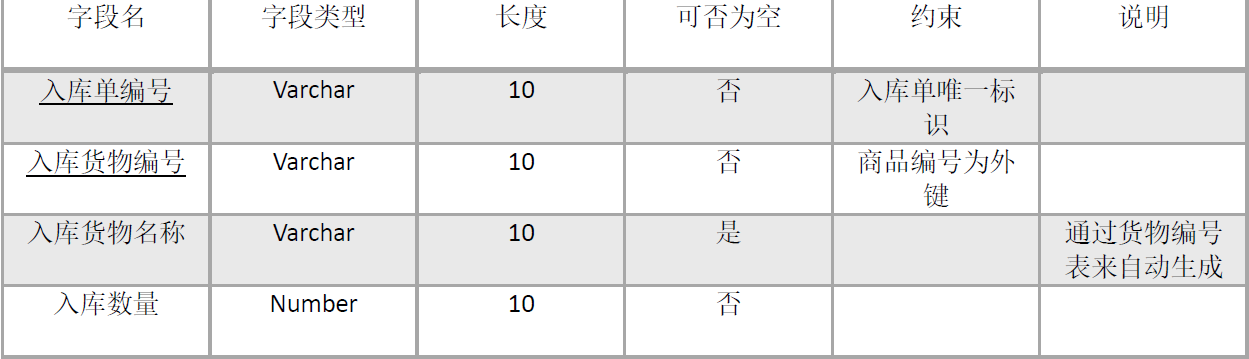 字段名 字段类型 长度 可否为空 约束 说明
入库单编号 Varchar 10 否 入库单唯一标
识
入库货物编号 Varchar 10 否 商品编号为外
键
入库货物名称 Varchar 10 是 通过货物编号
表来自动生成
入库数量 Number 10 否